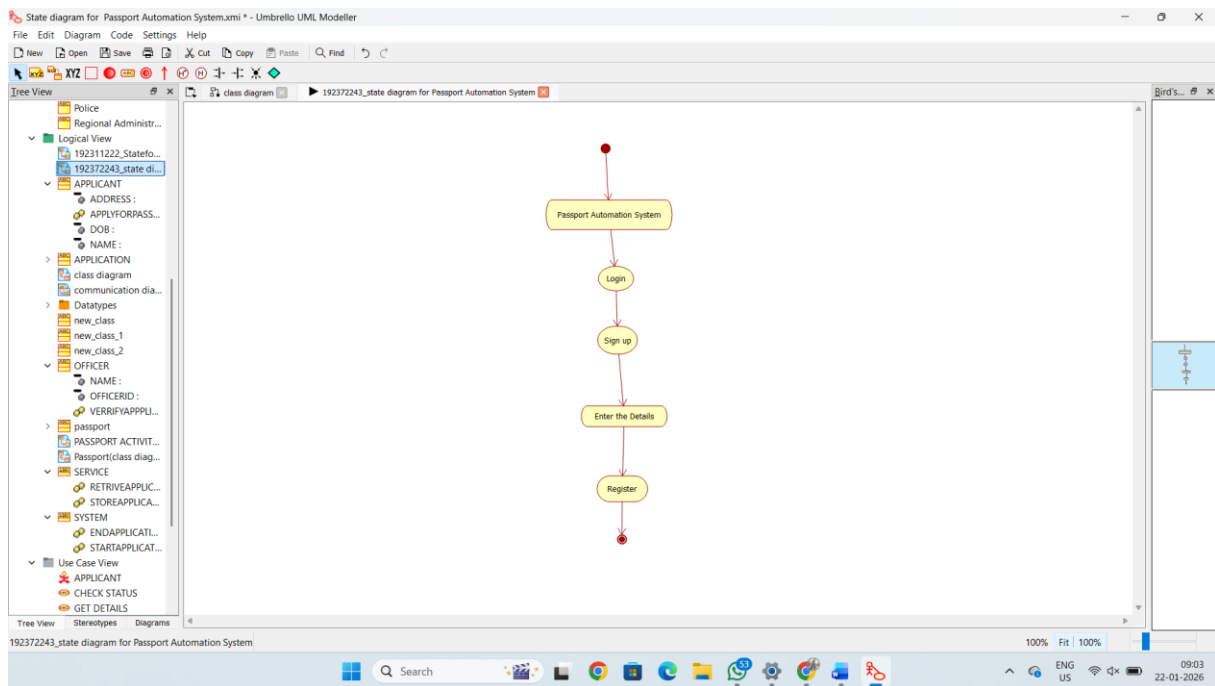 State diagram for Passport Automation System.xmi * - Umbrello UML Modeller
File Edit Diagram Code Settings Help
New Open Save Cut Copy Paste Find
XYZ XYZ
Tree View
class diagram
192372243_state diagram for Passport Automation System
Bird's...
Police
Regional Administr...
Logical View
192311222_Statefo...
192372243_state di...
APPLICANT
ADDRESS :
APPLYFORPASS...
DOB :
NAME :
APPLICATION
class diagram
communication dia...
Datatypes
new_class
new_class_1
new_class_2
OFFICER
NAME :
OFFICERID :
VERRIFYAPPPLI...
passport
PASSPORT ACTIVIT...
Passport(class diag...
SERVICE
RETRIVEAPPLIC...
STOREAPPLICA...
SYSTEM
ENDAPPLICATI...
STARTAPPLICAT...
Use Case View
APPLICANT
CHECK STATUS
GET DETAILS
Tree View Stereotypes Diagrams
Passport Automation System
Login
Sign up
Enter the Details
Register
192372243_state diagram for Passport Automation System
100% Fit 100%
Search
53
ENG
US
09:03
22-01-2026